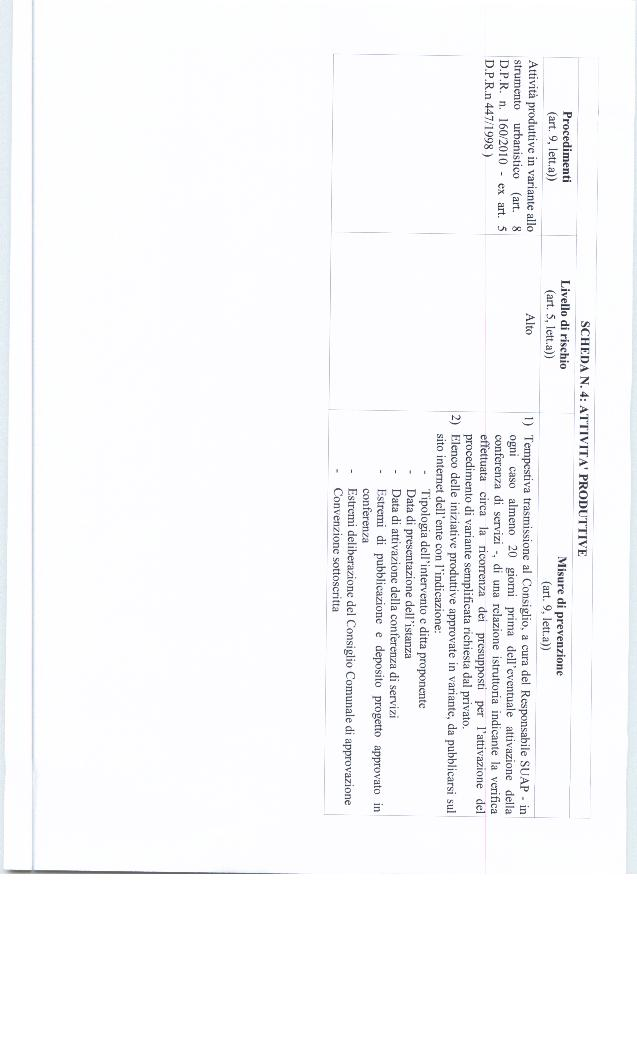 SCHEDA N. 4: ATTIVITA' PRODUTTIVE
Procedimenti
(art. 9, lett.a))
Livello di rischio
(art. 5, lett.a))
Misure di prevenzione
(art. 9, lett.a))
Attività produttive in variante allo
strumento urbanistico (art. 8
D.P.R. n. 160/2010 - ex art. 5
D.P.R.n 447/1998 )
Alto
1) Tempestiva trasmissione al Consiglio, a cura del Responsabile SUAP - in
ogni caso almeno 20 giorni prima dell'eventuale attivazione della
conferenza di servizi -, di una relazione istruttoria indicante la verifica
effettuata circa la ricorrenza dei presupposti per l'attivazione del
procedimento di variante semplificata richiesta dal privato.
2) Elenco delle iniziative produttive approvate in variante, da pubblicarsi sul
sito internet dell'ente con l'indicazione:
- Tipologia dell'intervento e ditta proponente
- Data di presentazione dell'istanza
- Data di attivazione della conferenza di servizi
- Estremi di pubblicazione e deposito progetto approvato in
conferenza
- Estremi deliberazione del Consiglio Comunale di approvazione
- Convenzione sottoscritta